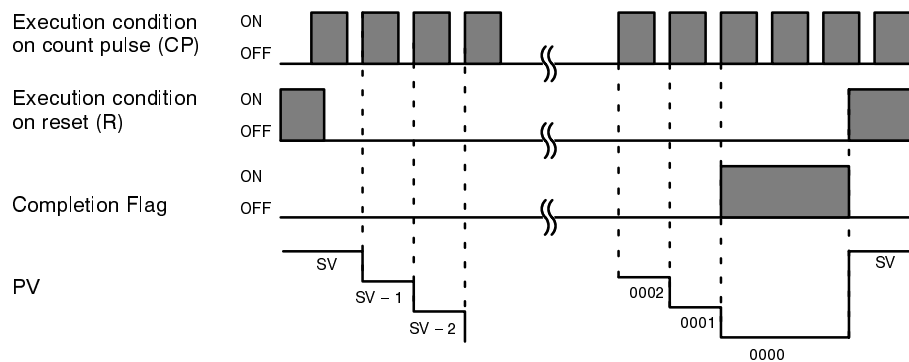 Execution condition
on count pulse (CP)
ON
OFF
Execution condition
on reset (R)
ON
OFF
Completion Flag
ON
OFF
PV
SV
SV – 1
SV – 2
0002
0001
0000
SV